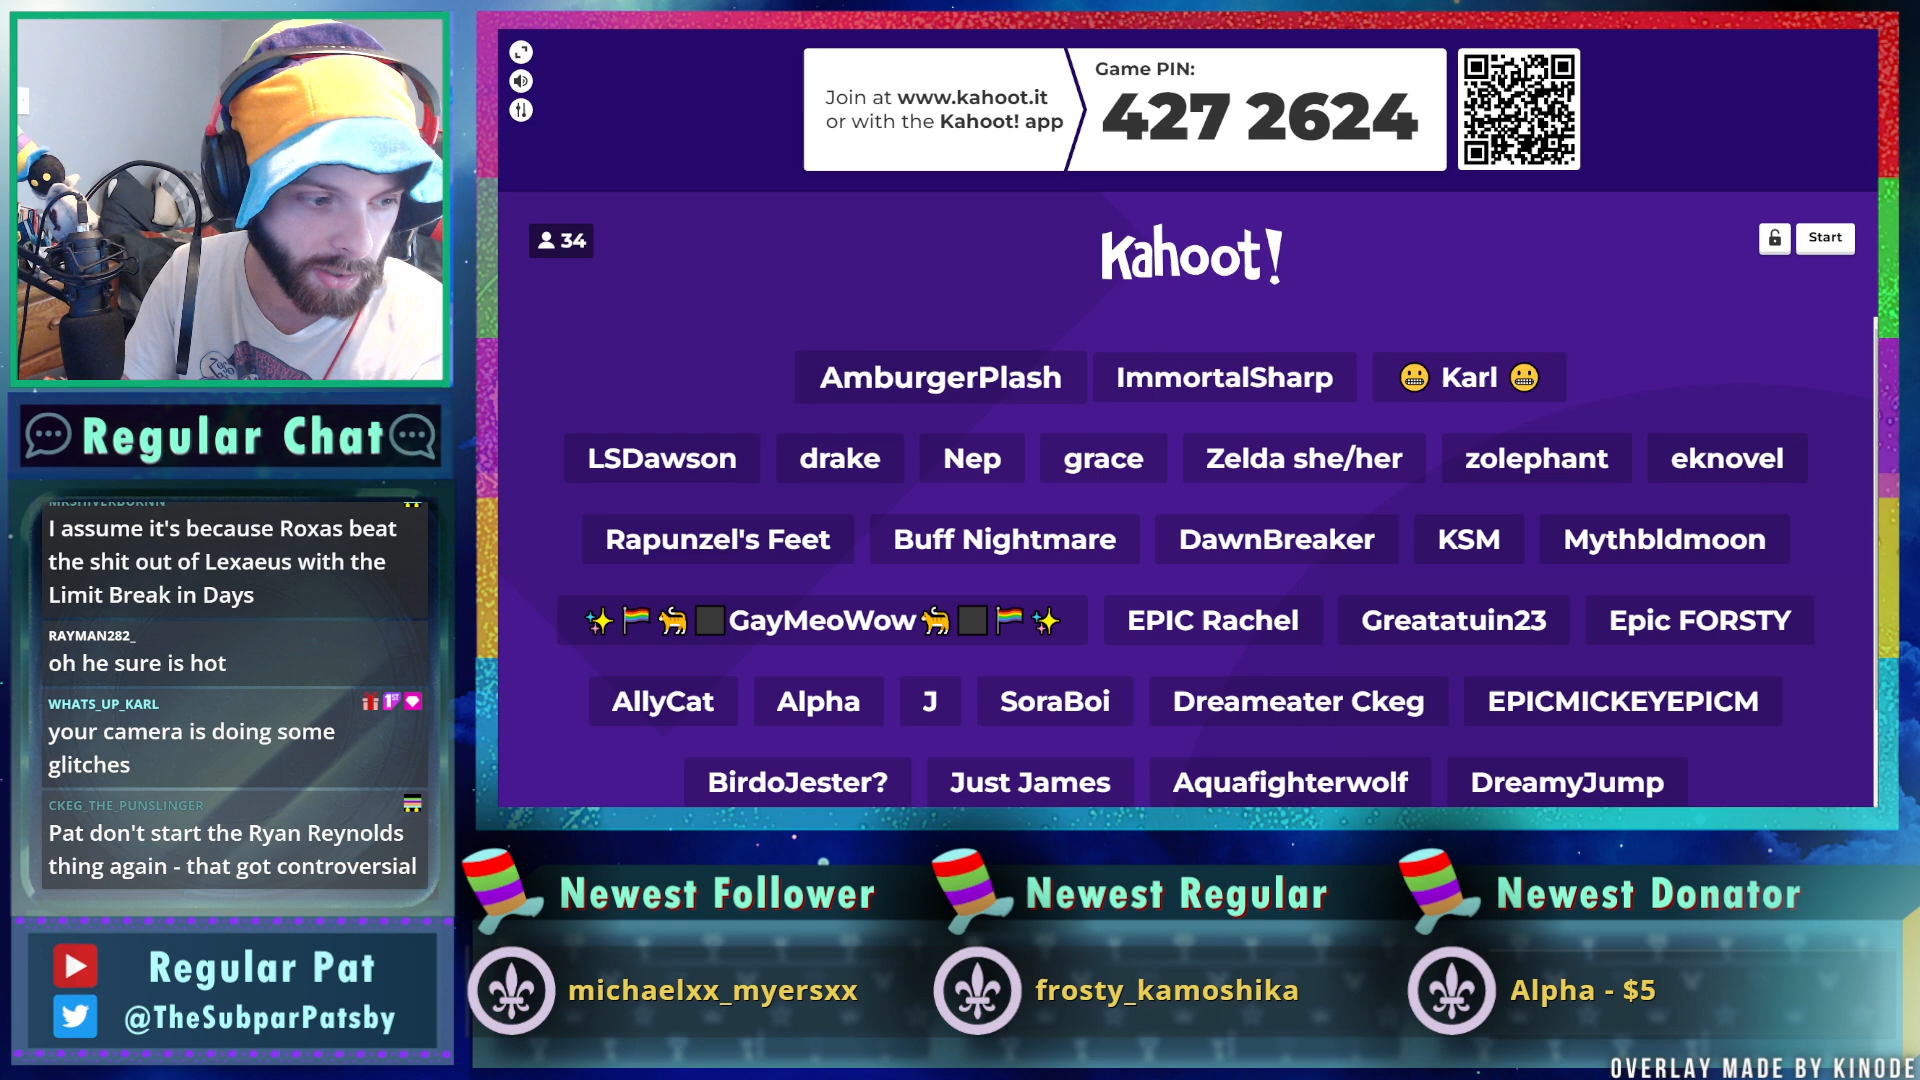 Join at www.kahoot.it
or with the Kahoot! app
Game PIN:
427 2624
34
Kahoot!
Start
AmburgerPlash
ImmortalSharp
😬 Karl 😬
LSDawson
drake
Nep
grace
Zelda she/her
zolephant
eknovel
Rapunzel's Feet
Buff Nightmare
DawnBreaker
KSM
Mythbldmoon
✨🏳️‍🌈🐈⬛GayMeoWow🐈⬛🏳️‍🌈✨
EPIC Rachel
Greatatuin23
Epic FORSTY
AllyCat
Alpha
J
SoraBoi
Dreameater Ckeg
EPICMICKEYEPICM
BirdoJester?
Just James
Aquafighterwolf
DreamyJump
Regular Chat
I assume it's because Roxas beat
the shit out of Lexaeus with the
Limit Break in Days
RAYMAN282_
oh he sure is hot
WHATS_UP_KARL
1ST
your camera is doing some
glitches
CKEG_THE_PUNSLINGER
Pat don't start the Ryan Reynolds
thing again - that got controversial
Regular Pat
@TheSubparPatsby
Newest Follower
michaelxx_myersxx
Newest Regular
frosty_kamoshika
Newest Donator
Alpha - $5
OVERLAY MADE BY KINODE